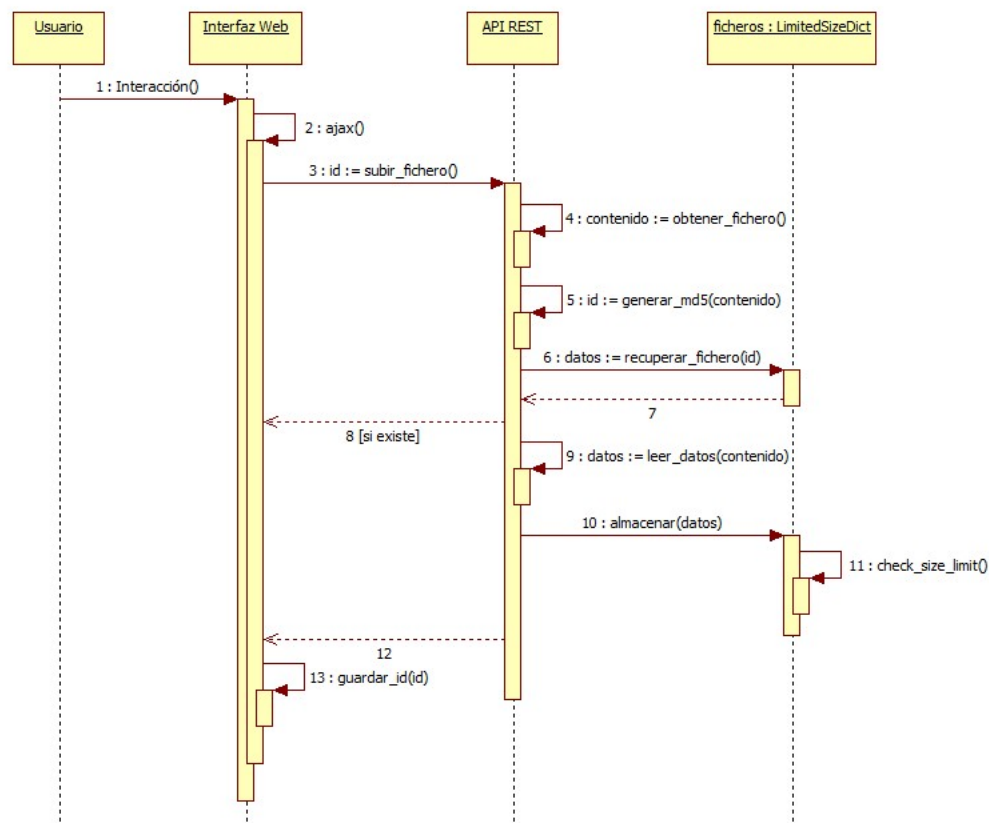 Usuario
Interfaz Web
API REST
ficheros : LimitedSizeDict
1 : Interacción()
2 : ajax()
3 : id := subir_fichero()
4 : contenido := obtener_fichero()
5 : id := generar_md5(contenido)
6 : datos := recuperar_fichero(id)
7
8 [si existe]
9 : datos := leer_datos(contenido)
10 : almacenar(datos)
11 : check_size_limit()
12
13 : guardar_id(id)